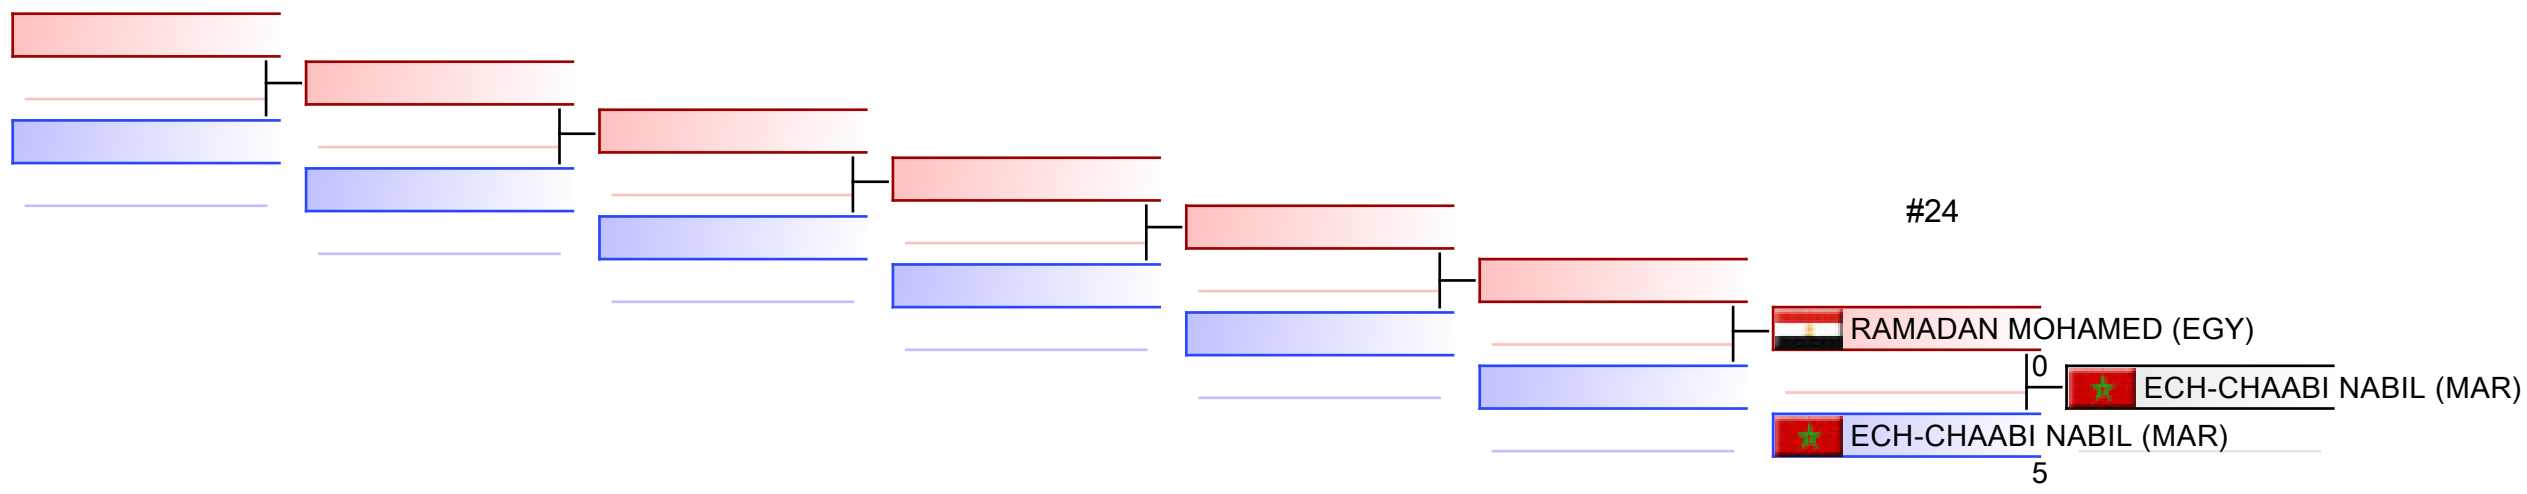 #24
RAMADAN MOHAMED (EGY)
0
ECH-CHAABI NABIL (MAR)
ECH-CHAABI NABIL (MAR)
5